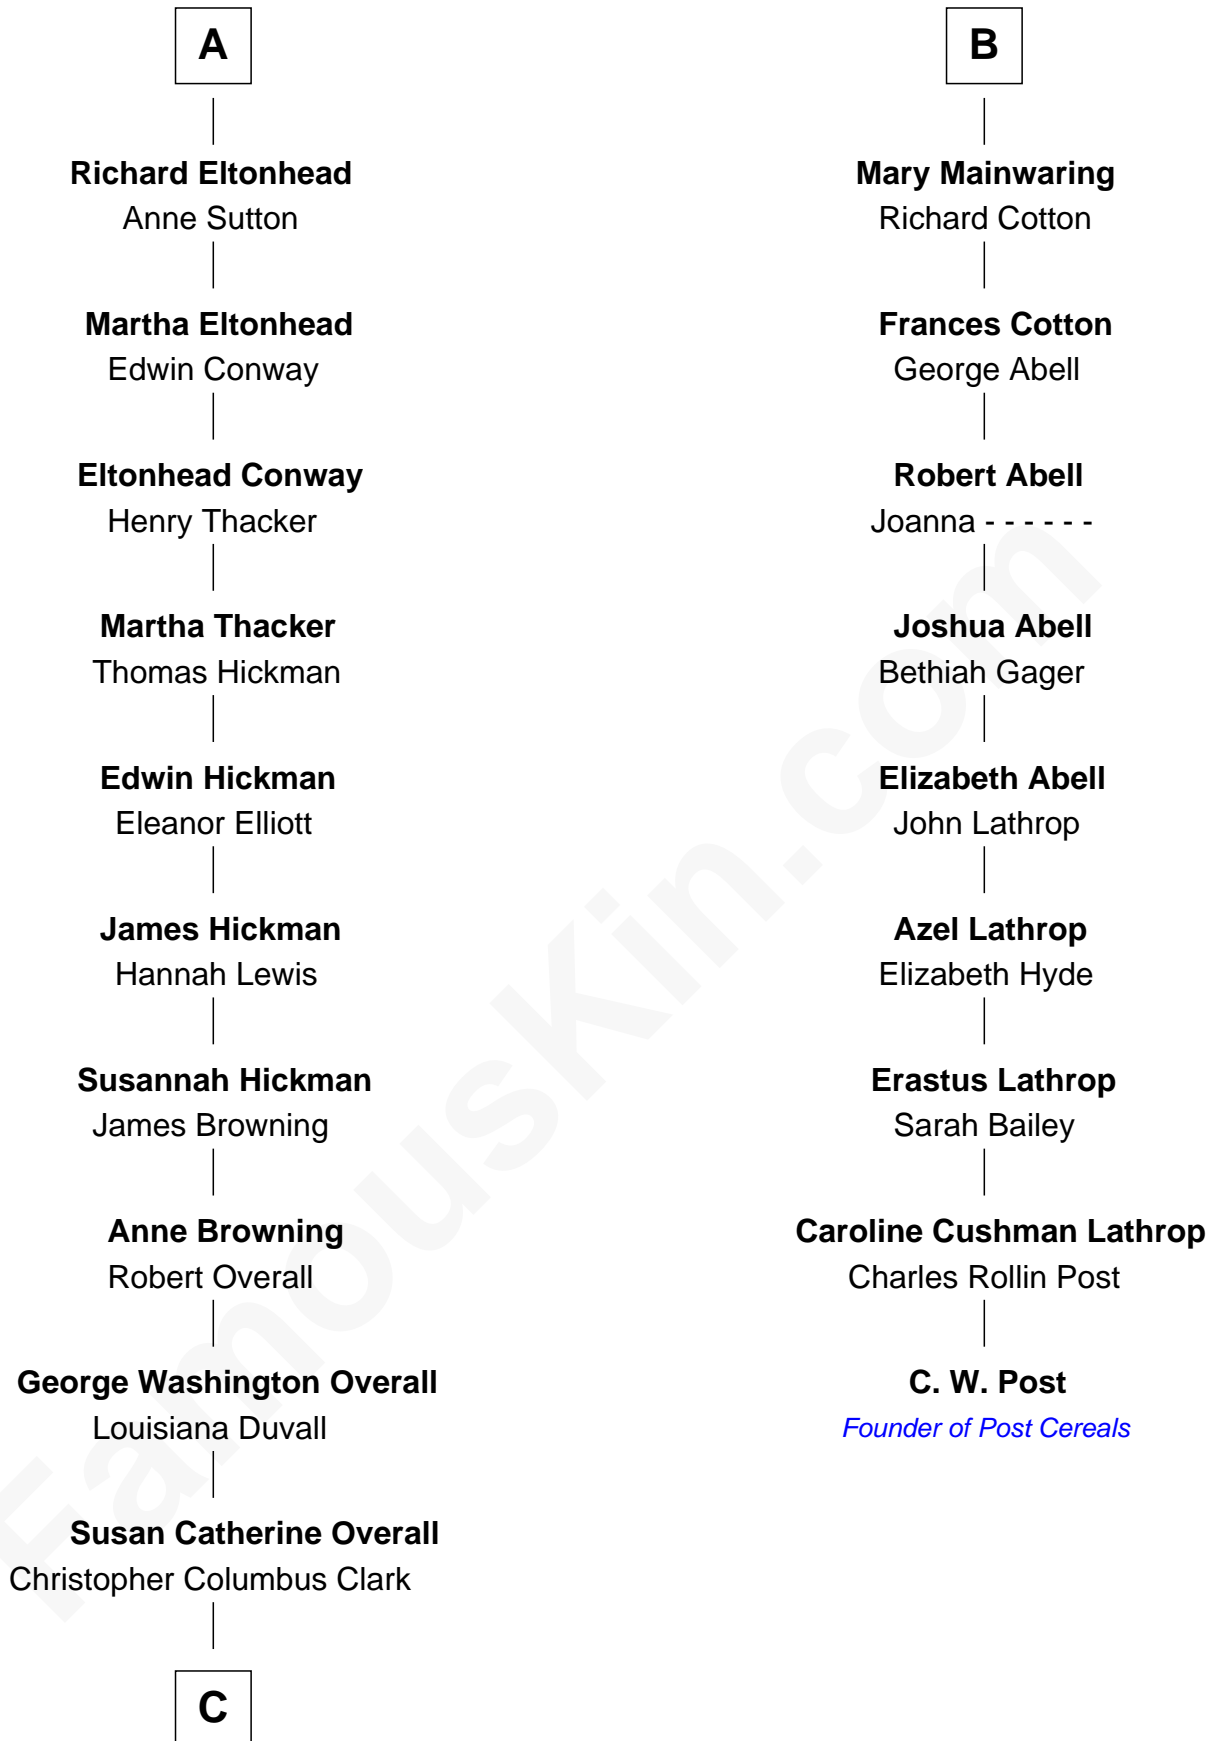 A
Richard Eltonhead
Anne Sutton
Martha Eltonhead
Edwin Conway
Eltonhead Conway
Henry Thacker
Martha Thacker
Thomas Hickman
Edwin Hickman
Eleanor Elliott
James Hickman
Hannah Lewis
Susannah Hickman
James Browning
Anne Browning
Robert Overall
George Washington Overall
Louisiana Duvall
Susan Catherine Overall
Christopher Columbus Clark
C
B
Mary Mainwaring
Richard Cotton
Frances Cotton
George Abell
Robert Abell
Joanna - - - - - -
Joshua Abell
Bethiah Gager
Elizabeth Abell
John Lathrop
Azel Lathrop
Elizabeth Hyde
Erastus Lathrop
Sarah Bailey
Caroline Cushman Lathrop
Charles Rollin Post
C. W. Post
Founder of Post Cereals
FamousKin.com